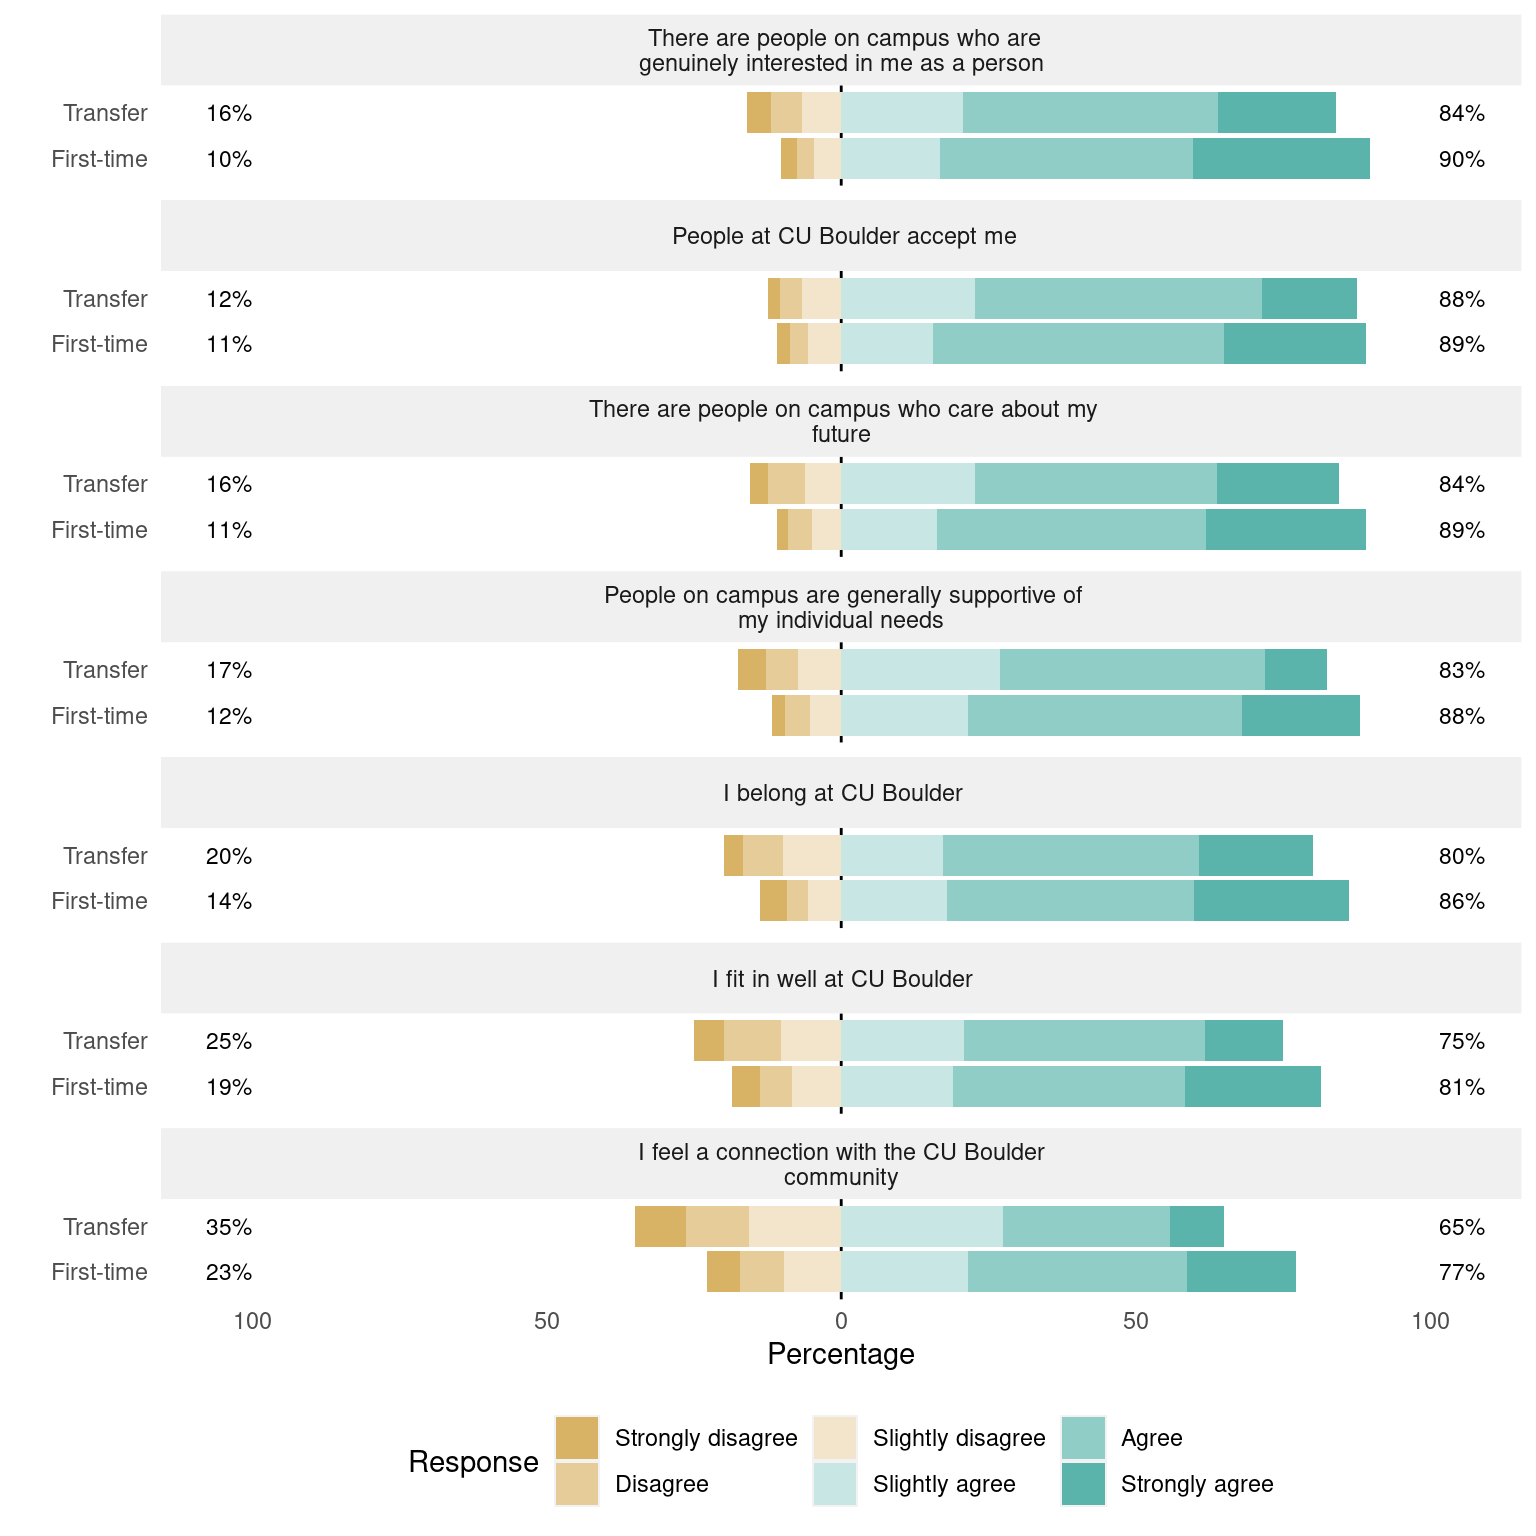 There are people on campus who are
genuinely interested in me as a person
Transfer 16% 84%
First-time 10% 90%
People at CU Boulder accept me
Transfer 12% 88%
First-time 11% 89%
There are people on campus who care about my
future
Transfer 16% 84%
First-time 11% 89%
People on campus are generally supportive of
my individual needs
Transfer 17% 83%
First-time 12% 88%
I belong at CU Boulder
Transfer 20% 80%
First-time 14% 86%
I fit in well at CU Boulder
Transfer 25% 75%
First-time 19% 81%
I feel a connection with the CU Boulder
community
Transfer 35% 65%
First-time 23% 77%
100 50 0 50 100
Percentage
Response
Strongly disagree Slightly disagree Agree
Disagree Slightly agree Strongly agree